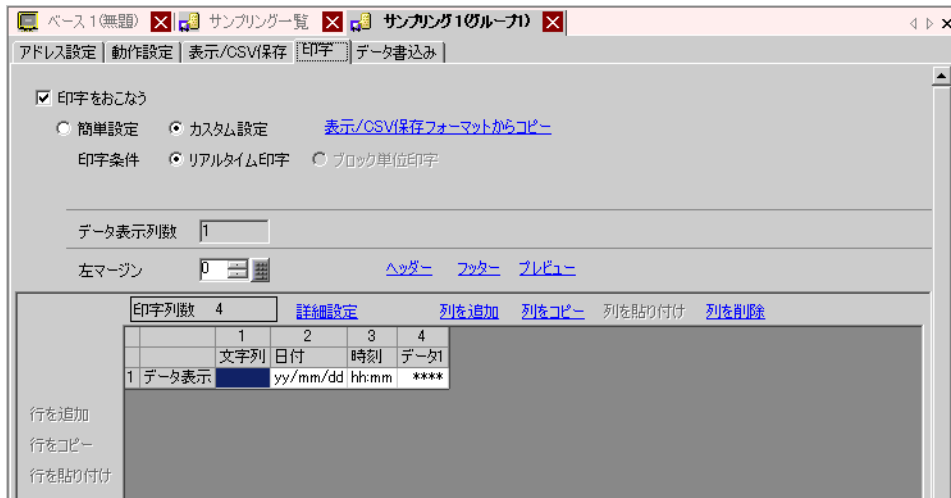 ベース1(無題) サンプリング一覧 サンプリング1(グループ1)
アドレス設定 動作設定 表示/CSV保存 印字 データ書込み
印字をおこなう
簡単設定 カスタム設定 表示/CSV保存フォーマットからコピー
印字条件 リアルタイム印字 ブロック単位印字
データ表示列数 1
左マージン 0 ヘッダー フッター プレビュー
印字列数 4 詳細設定 列を追加 列をコピー 列を貼り付け 列を削除
1 2 3 4
文字列 日付 時刻 データ1
1 データ表示 yy/mm/dd hh:mm ****
行を追加
行をコピー
行を貼り付け